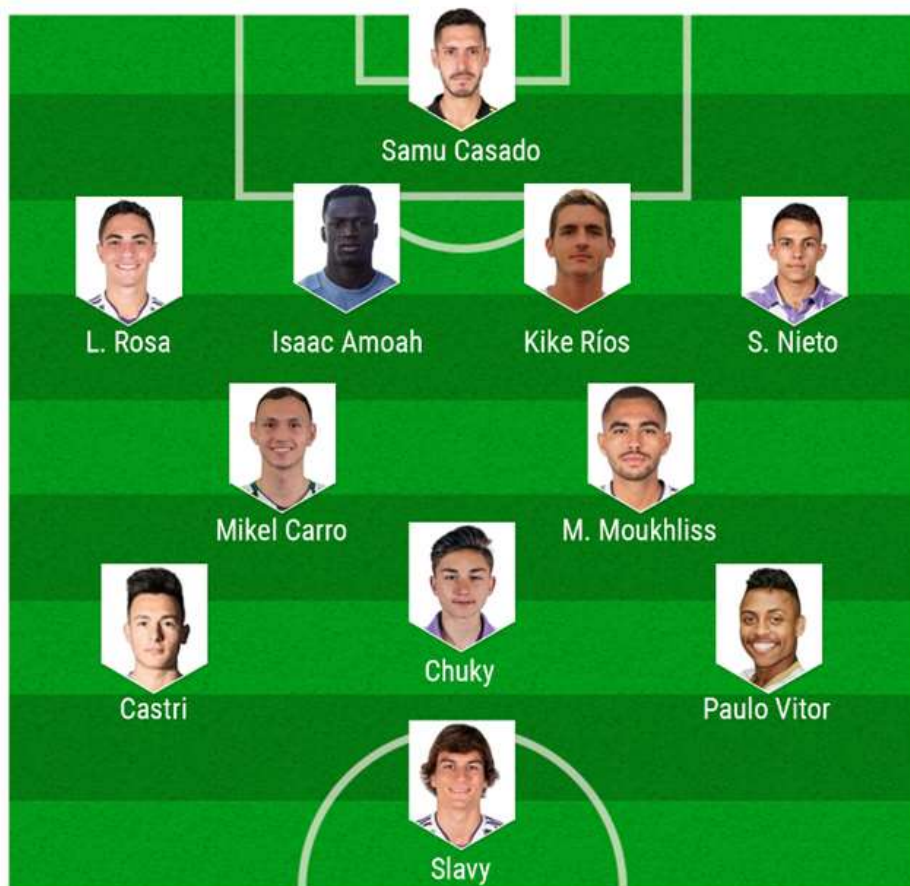 Samu Casado
L. Rosa
Isaac Amoah
Kike Ríos
S. Nieto
Mikel Carro
M. Moukhliss
Castri
Chuky
Paulo Vitor
Slavy